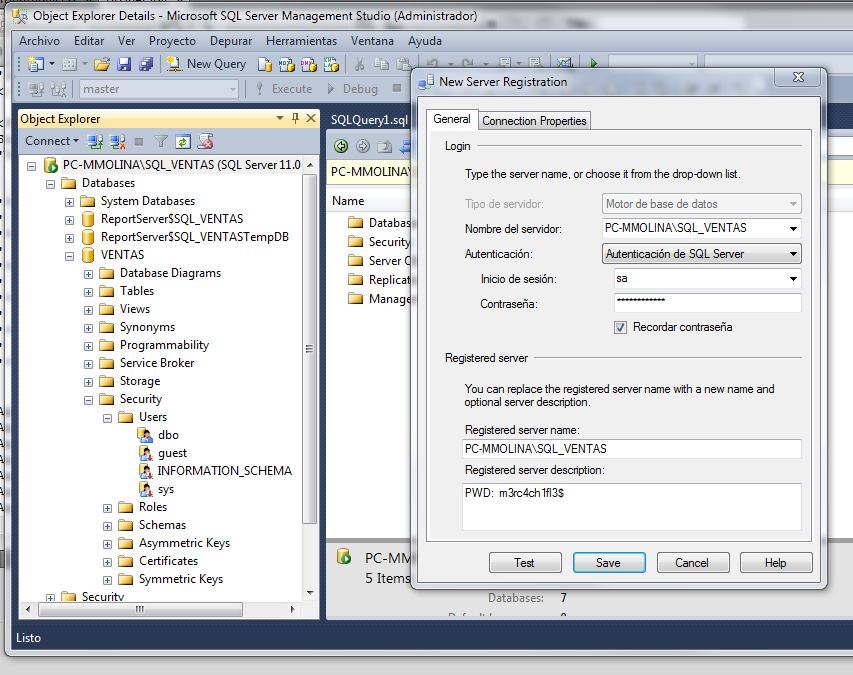 Object Explorer Details - Microsoft SQL Server Management Studio (Administrador)
Archivo Editar Ver Proyecto Depurar Herramientas Ventana Ayuda
New Query
master Execute Debug
Object Explorer
Connect
PC-MMOLINA\SQL_VENTAS (SQL Server 11.0
Databases
System Databases
ReportServer$SQL_VENTAS
ReportServer$SQL_VENTASTempDB
VENTAS
Database Diagrams
Tables
Views
Synonyms
Programmability
Service Broker
Storage
Security
Users
dbo
guest
INFORMATION_SCHEMA
sys
Roles
Schemas
Asymmetric Keys
Certificates
Symmetric Keys
Security
SQLQuery1.sql
PC-MMOLINA\
Name
Databas
Security
Server O
Replicat
Manage
PC-MM
5 Items
Databases: 7
New Server Registration
General Connection Properties
Login
Type the server name, or choose it from the drop-down list.
Tipo de servidor: Motor de base de datos
Nombre del servidor: PC-MMOLINA\SQL_VENTAS
Autenticación: Autenticación de SQL Server
Inicio de sesión: sa
Contraseña: ************
Recordar contraseña
Registered server
You can replace the registered server name with a new name and
optional server description.
Registered server name:
PC-MMOLINA\SQL_VENTAS
Registered server description:
PWD: m3rc4ch1fl3$
Test Save Cancel Help
Listo